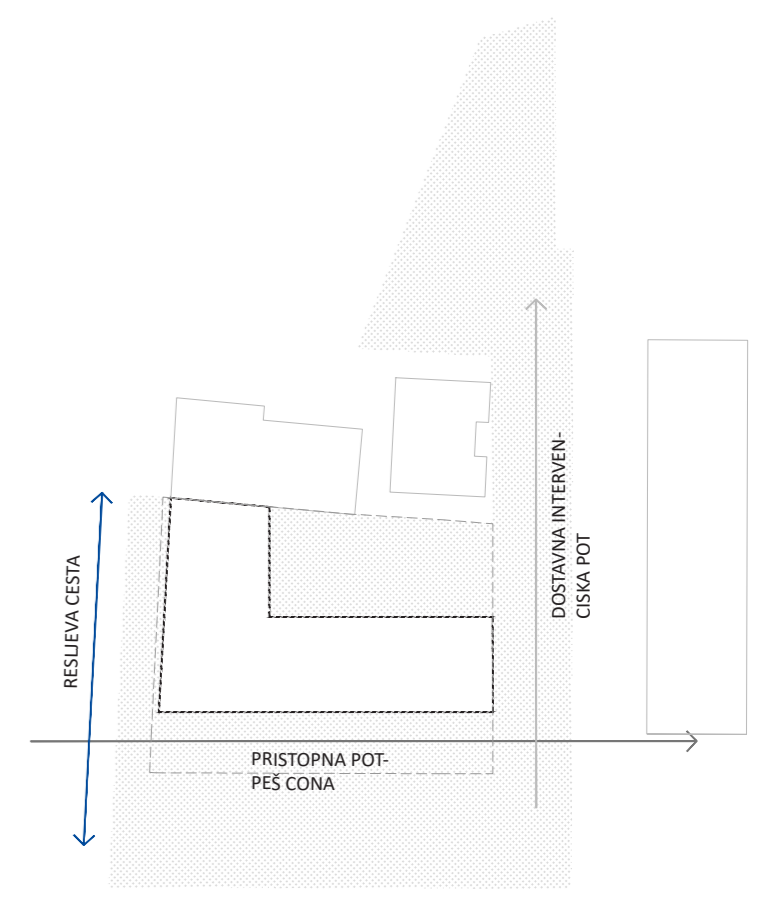 DOSTAVNA INTERVEN-
CISKA POT
RESLJEVA CESTA
PRISTOPNA POT-
PEŠ CONA